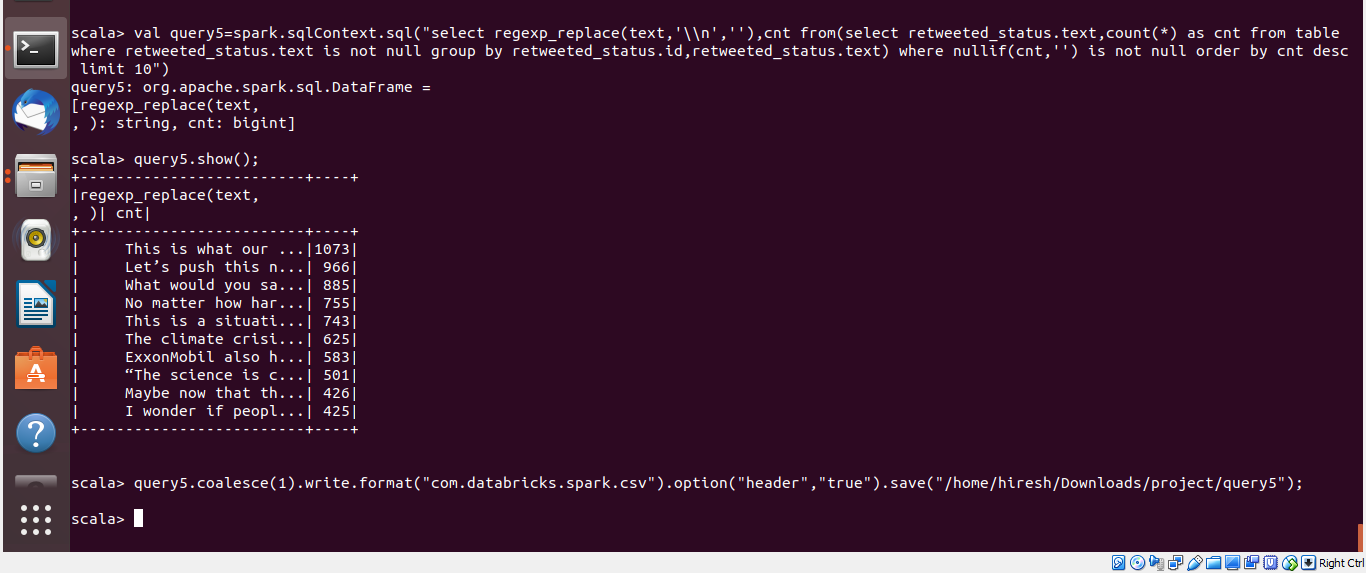 scala> val query5=spark.sqlContext.sql("select regexp_replace(text,'\\n',''),cnt from(select retweeted_status.text,count(*) as cnt from table
where retweeted_status.text is not null group by retweeted_status.id,retweeted_status.text) where nullif(cnt,'') is not null order by cnt desc
 limit 10")
query5: org.apache.spark.sql.DataFrame =
[regexp_replace(text,
, ): string, cnt: bigint]
scala> query5.show();
+-------------------------+----+
|regexp_replace(text,
, )| cnt|
+-------------------------+----+
|     This is what our ...|1073|
|     Let’s push this n...| 966|
|     What would you sa...| 885|
|     No matter how har...| 755|
|     This is a situati...| 743|
|     The climate crisi...| 625|
|     ExxonMobil also h...| 583|
|     “The science is c...| 501|
|     Maybe now that th...| 426|
|     I wonder if peopl...| 425|
+-------------------------+----+
scala> query5.coalesce(1).write.format("com.databricks.spark.csv").option("header","true").save("/home/hiresh/Downloads/project/query5");
scala>
Right Ctrl